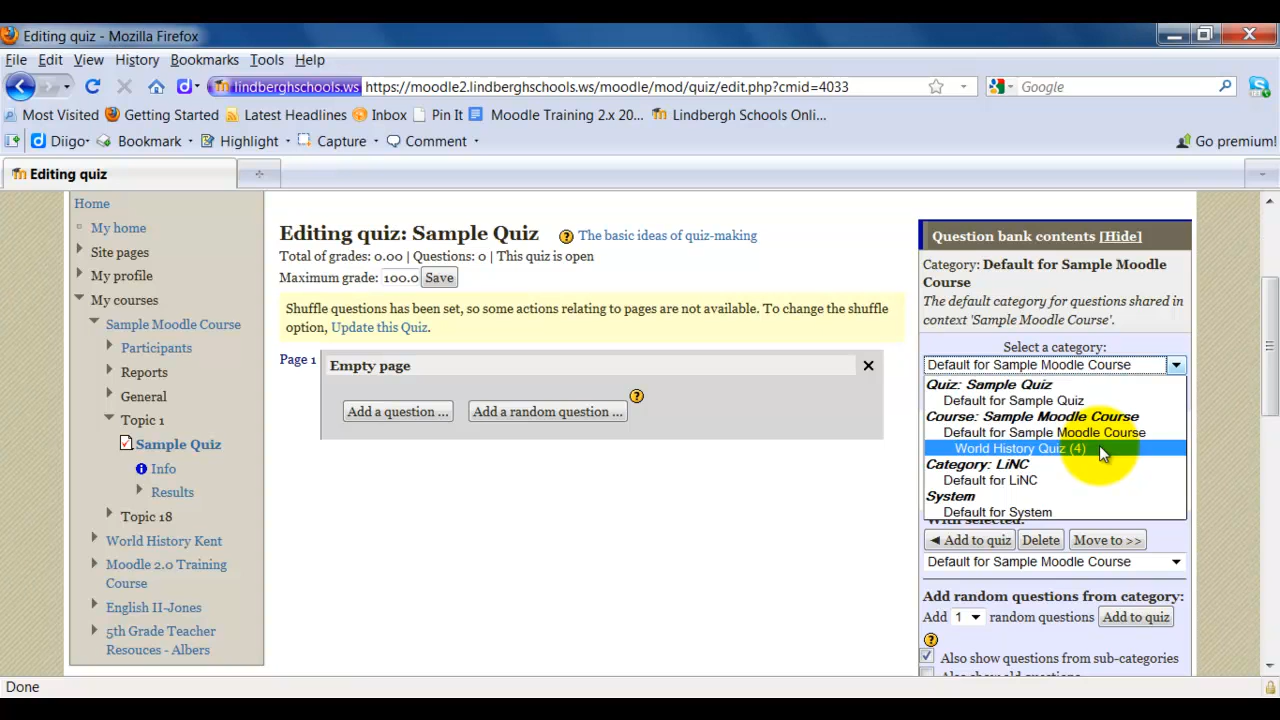 Editing quiz - Mozilla Firefox
File Edit View History Bookmarks Tools Help
lindberghschools.ws https://moodle2.lindberghschools.ws/moodle/mod/quiz/edit.php?cmid=4033 Google
Most Visited Getting Started Latest Headlines Inbox Pin It Moodle Training 2.x 20... Lindbergh Schools Onli...
Diigo Bookmark Highlight Capture Comment Go premium!
Editing quiz
Home
My home
Site pages
My profile
My courses
Sample Moodle Course
Participants
Reports
General
Topic 1
Sample Quiz
Info
Results
Topic 18
World History Kent
Moodle 2.0 Training
Course
English II-Jones
5th Grade Teacher
Resouces - Albers
Editing quiz: Sample Quiz The basic ideas of quiz-making
Total of grades: 0.00 | Questions: 0 | This quiz is open
Maximum grade: 100.0 Save
Shuffle questions has been set, so some actions relating to pages are not available. To change the shuffle
option, Update this Quiz.
Page 1 Empty page
Add a question ... Add a random question ...
Question bank contents [Hide]
Category: Default for Sample Moodle
Course
The default category for questions shared in
context 'Sample Moodle Course'.
Select a category:
Default for Sample Moodle Course
Quiz: Sample Quiz
Default for Sample Quiz
Course: Sample Moodle Course
Default for Sample Moodle Course
World History Quiz (4)
Category: LiNC
Default for LiNC
System
Default for System
With selected:
Add to quiz Delete Move to >>
Default for Sample Moodle Course
Add random questions from category:
Add 1 random questions Add to quiz
Also show questions from sub-categories
Also show old questions
Done